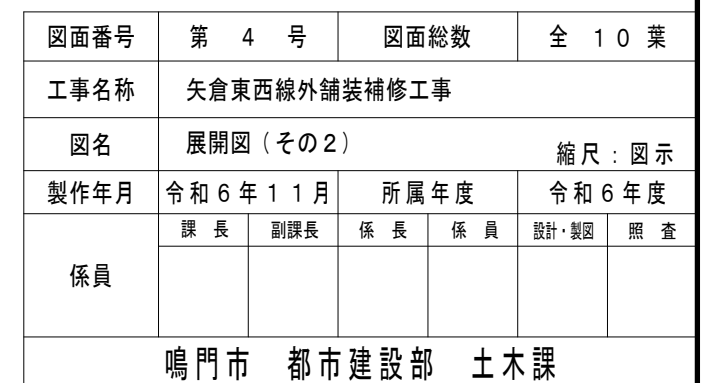 図面番号 第 4 号 図面総数 全 10 葉
工事名称 矢倉東西線外舗装補修工事
図名 展開図（その2） 縮尺：図示
製作年月 令和6年11月 所属年度 令和6年度
係員 課長 副課長 係長 係員 設計・製図 照査
鳴門市 都市建設部 土木課